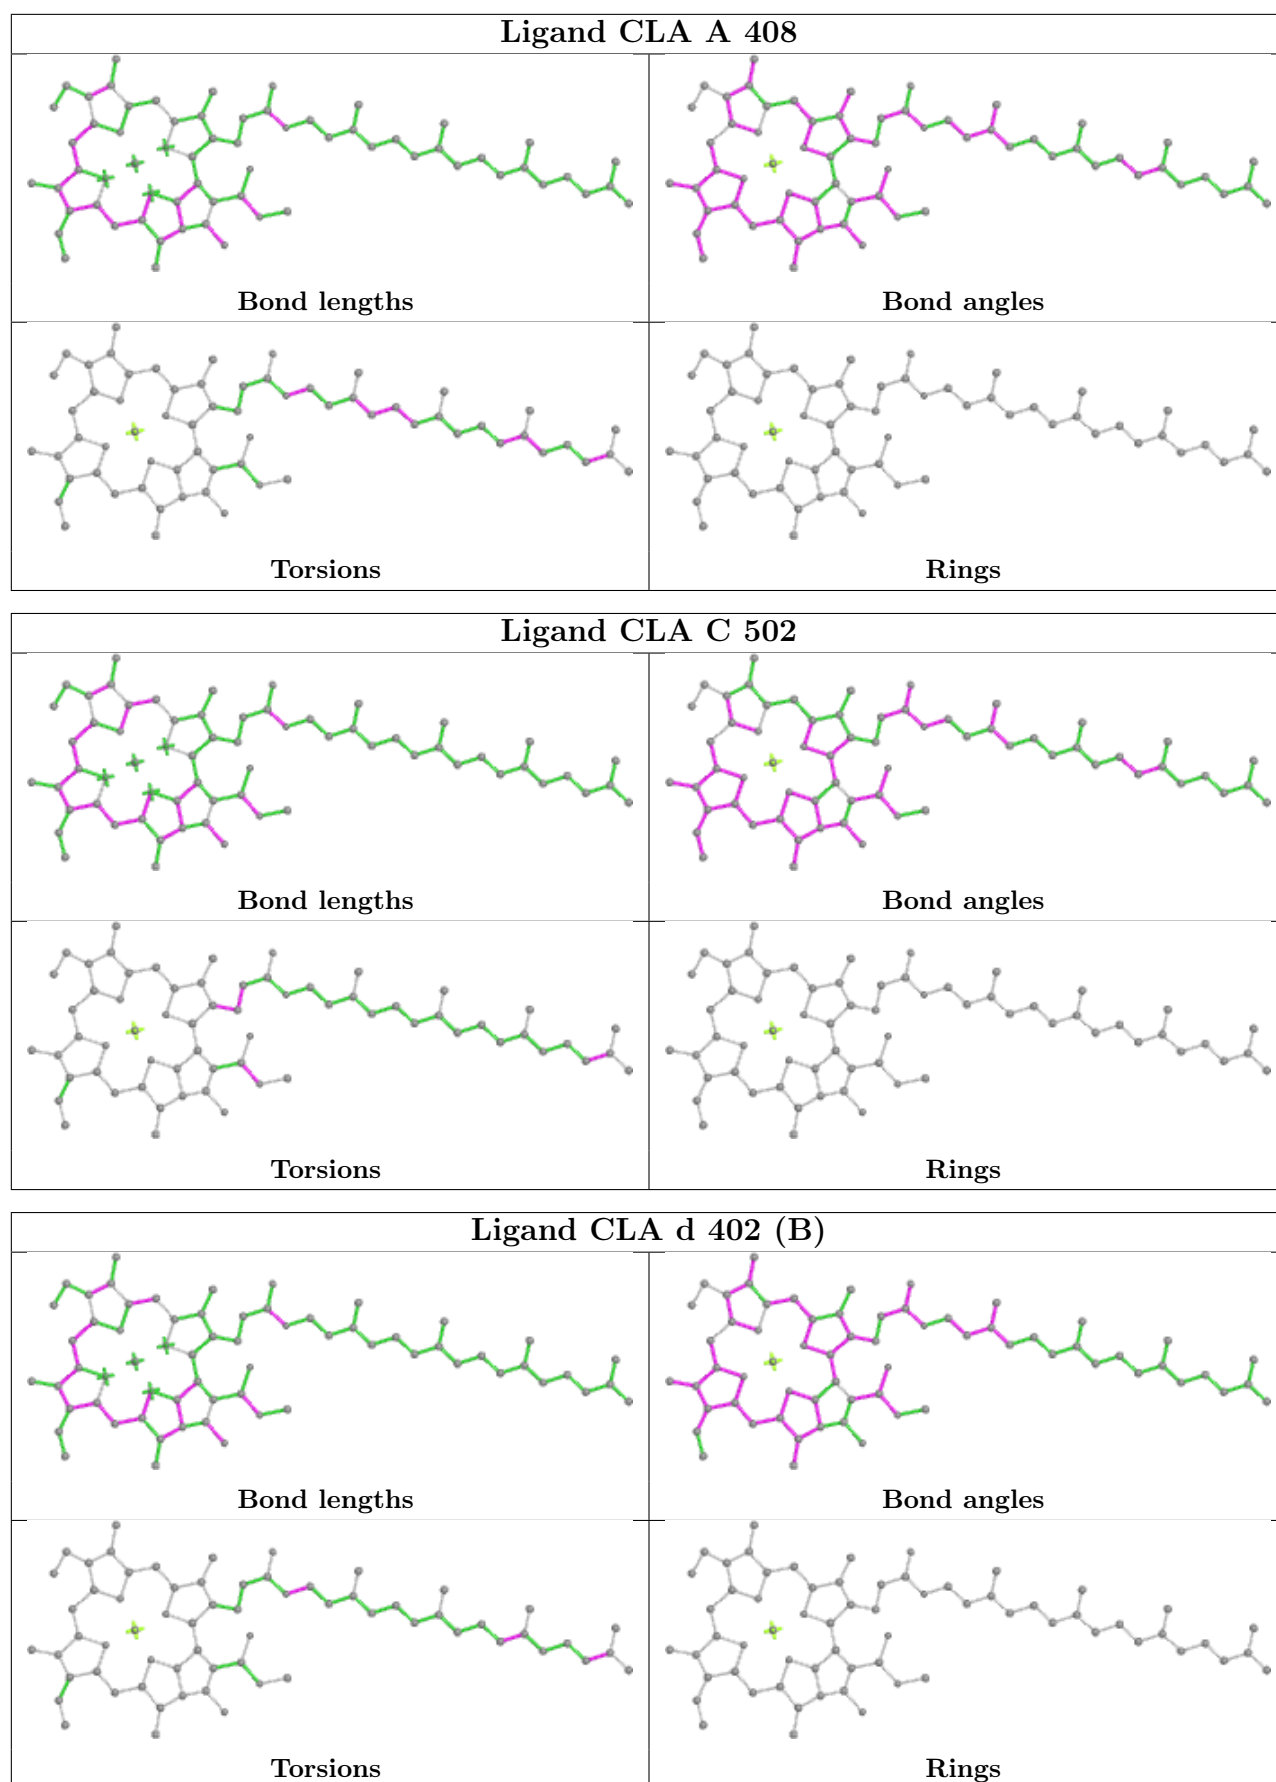 Ligand CLA A 408
Bond lengths
Bond angles
Torsions
Rings
Ligand CLA C 502
Bond lengths
Bond angles
Torsions
Rings
Ligand CLA d 402 (B)
Bond lengths
Bond angles
Torsions
Rings